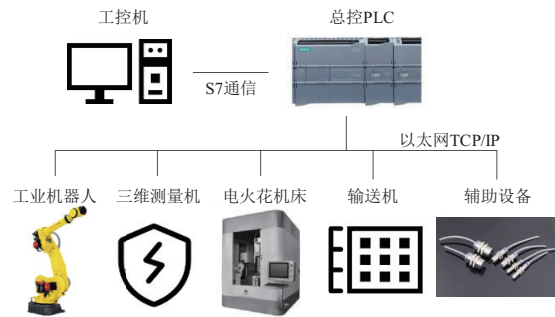 工控机
总控PLC
S7通信
以太网TCP/IP
工业机器人
三维测量机
电火花机床
输送机
辅助设备